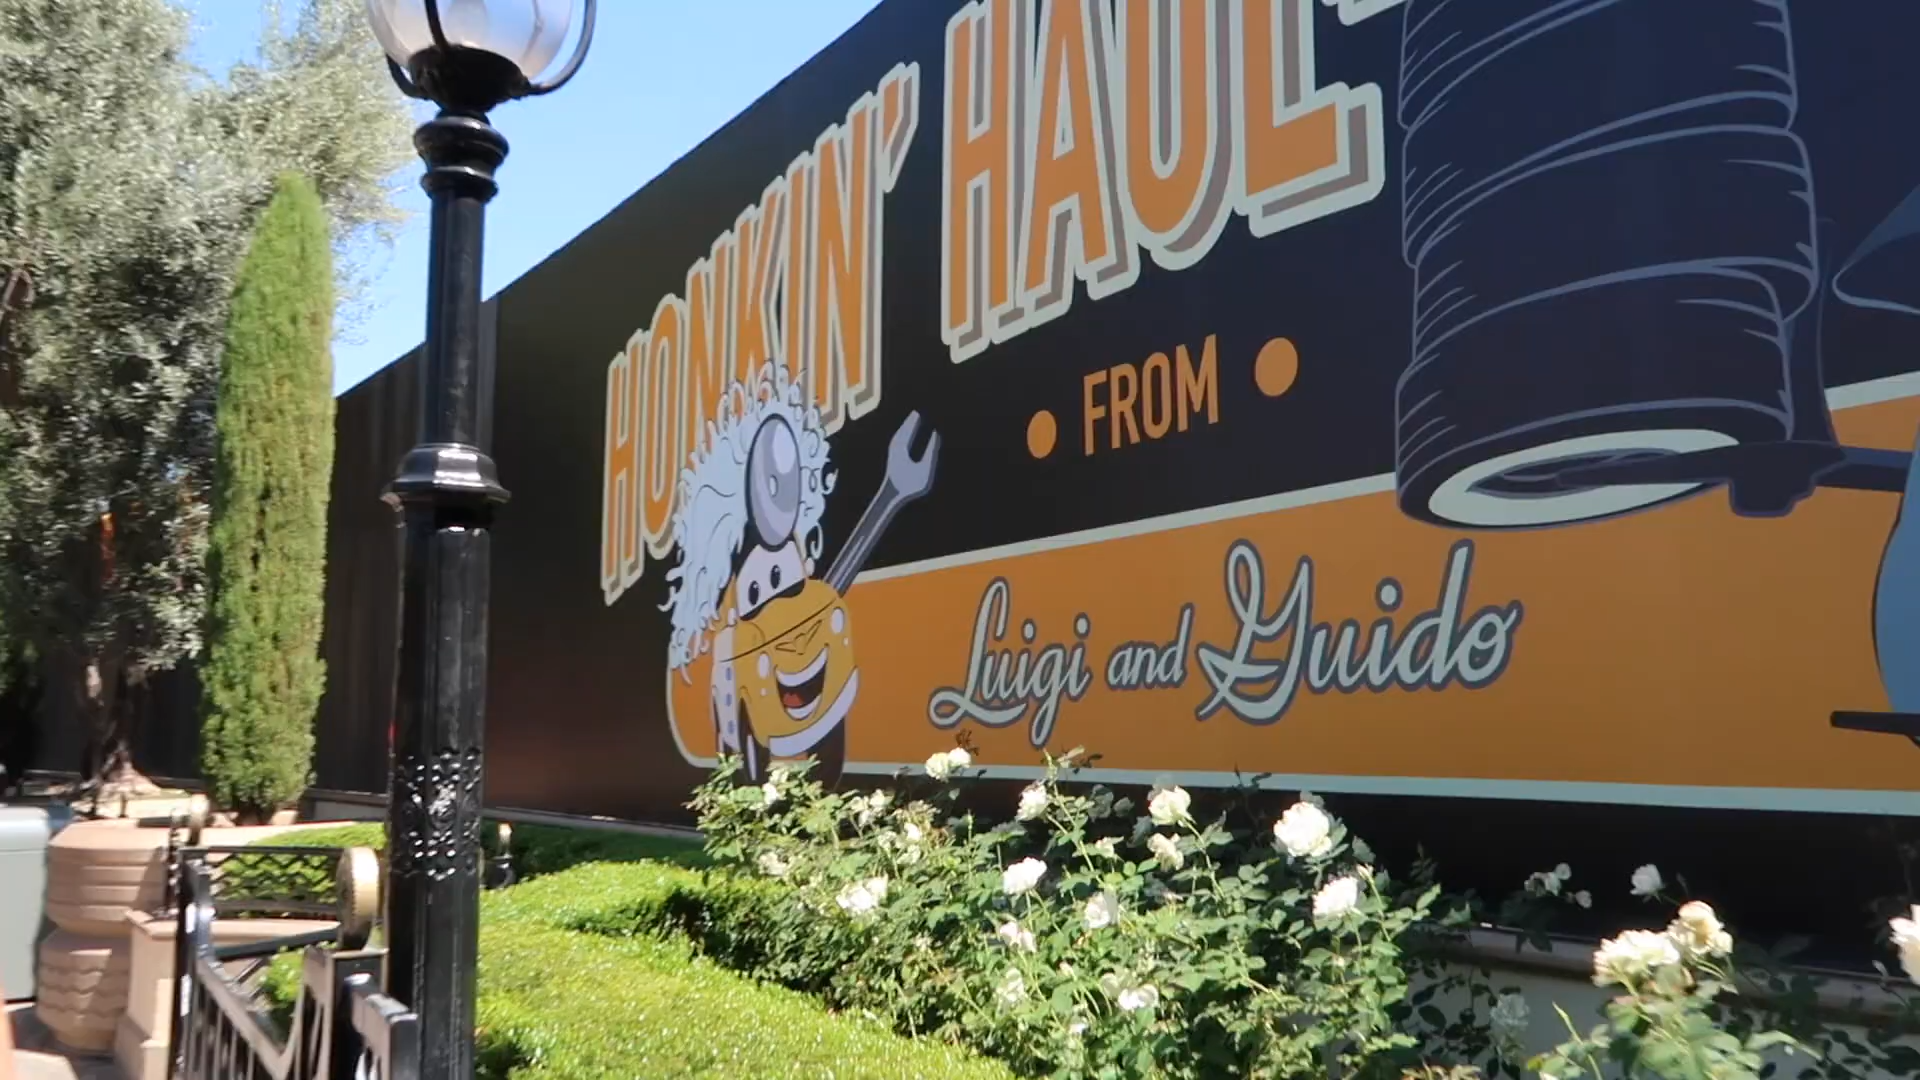 HONKIN' HAUL
• FROM •
Luigi and Guido